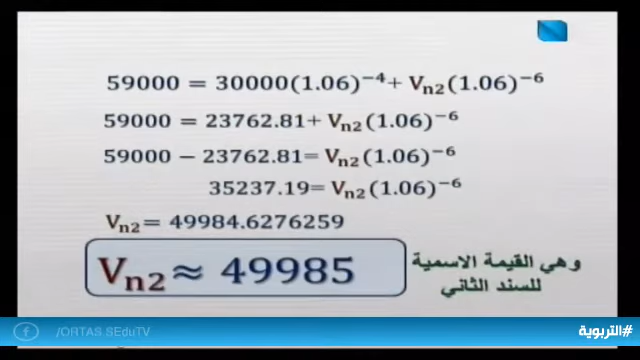 59000 = 30000(1.06)⁻⁴+ Vₙ₂(1.06)⁻⁶
59000 = 23762.81+ Vₙ₂(1.06)⁻⁶
59000 − 23762.81= Vₙ₂(1.06)⁻⁶
35237.19= Vₙ₂(1.06)⁻⁶
Vₙ₂= 49984.6276259
Vₙ₂ ≈ 49985
وهي القيمة الاسمية
للسند الثاني
f /ORTAS.SEduTV
#التربوية